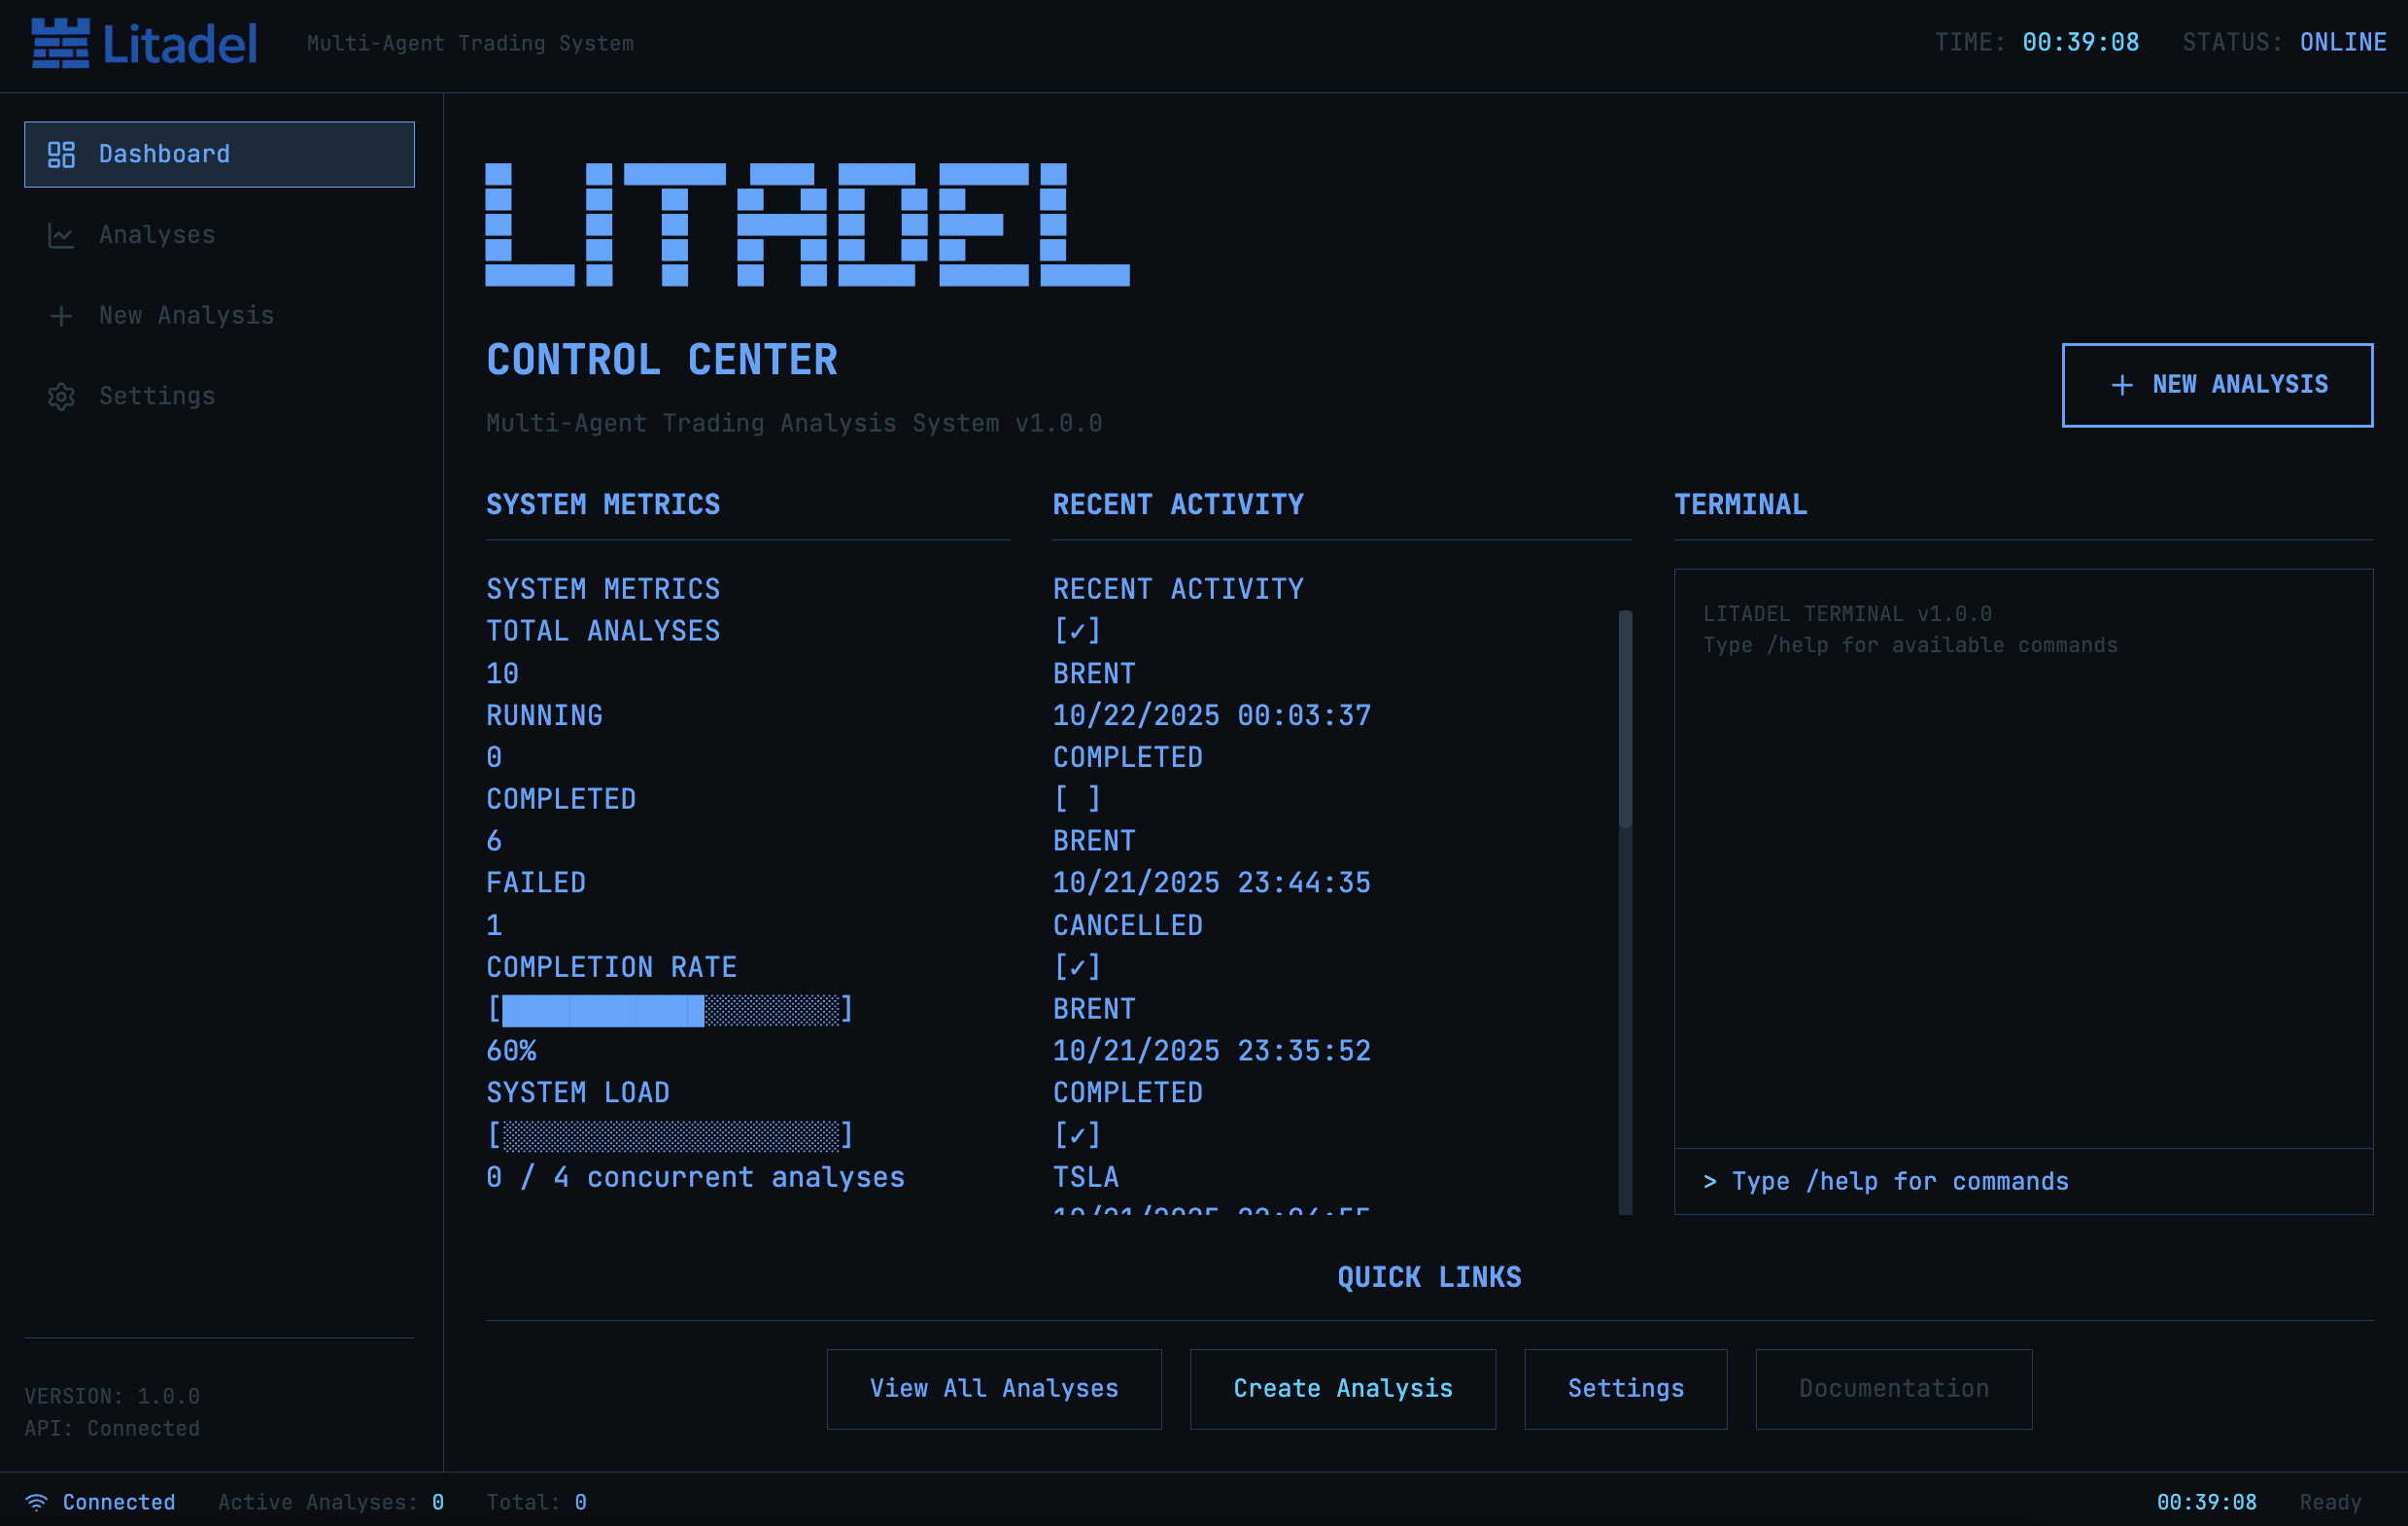 Litadel
Multi-Agent Trading System
TIME: 00:39:08
STATUS: ONLINE
Dashboard
Analyses
New Analysis
Settings
VERSION: 1.0.0
API: Connected
LITADEL
CONTROL CENTER
Multi-Agent Trading Analysis System v1.0.0
NEW ANALYSIS
SYSTEM METRICS
SYSTEM METRICS
TOTAL ANALYSES
10
RUNNING
0
COMPLETED
6
FAILED
1
COMPLETION RATE
[████████████░░░░░░░░]
60%
SYSTEM LOAD
[░░░░░░░░░░░░░░░░░░░░]
0 / 4 concurrent analyses
RECENT ACTIVITY
RECENT ACTIVITY
[✓]
BRENT
10/22/2025 00:03:37
COMPLETED
[ ]
BRENT
10/21/2025 23:44:35
CANCELLED
[✓]
BRENT
10/21/2025 23:35:52
COMPLETED
[✓]
TSLA
TERMINAL
LITADEL TERMINAL v1.0.0
Type /help for available commands
> Type /help for commands
QUICK LINKS
View All Analyses
Create Analysis
Settings
Documentation
Connected
Active Analyses: 0
Total: 0
00:39:08
Ready